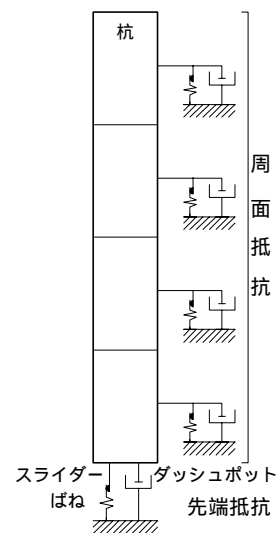 杭
周面抵抗
スライダー
ダッシュポット
ばね
先端抵抗